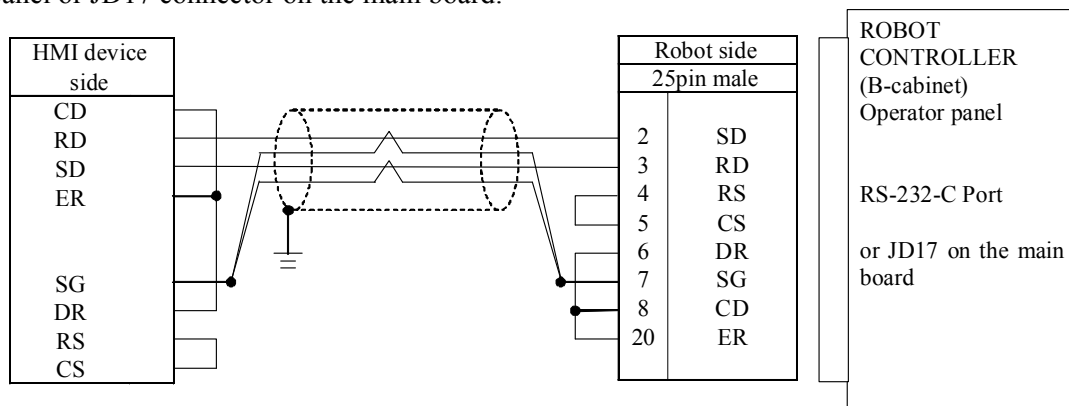 anel or JD17 connector on the main board.
HMI device
side
CD
RD
SD
ER
SG
DR
RS
CS
Robot side
25pin male
2 SD
3 RD
4 RS
5 CS
6 DR
7 SG
8 CD
20 ER
ROBOT
CONTROLLER
(B-cabinet)
Operator panel
RS-232-C Port
or JD17 on the main
board